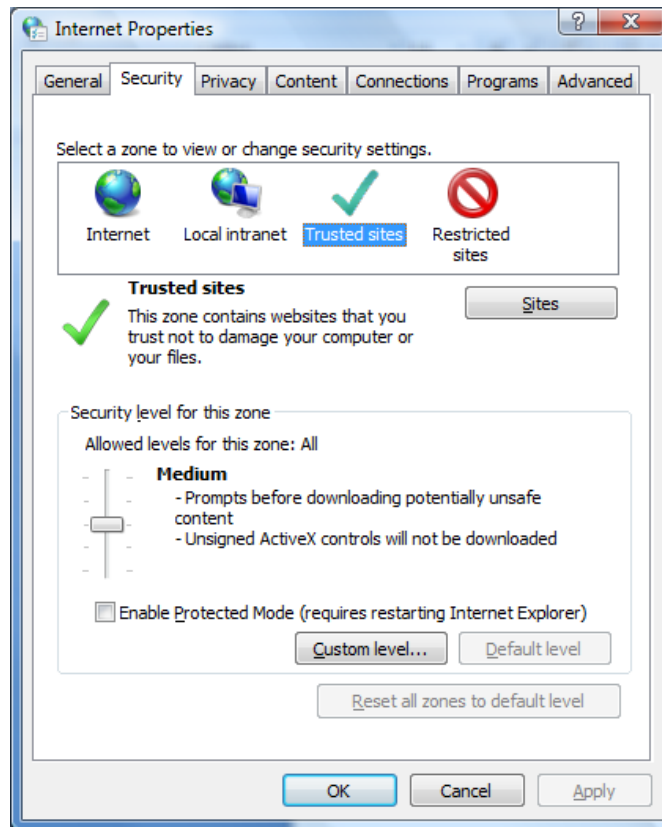 Internet Properties
?
X
General Security Privacy Content Connections Programs Advanced
Select a zone to view or change security settings.
Internet Local intranet Trusted sites Restricted
sites
Trusted sites
This zone contains websites that you
trust not to damage your computer or
your files.
Sites
Security level for this zone
Allowed levels for this zone: All
Medium
- Prompts before downloading potentially unsafe
content
- Unsigned ActiveX controls will not be downloaded
Enable Protected Mode (requires restarting Internet Explorer)
Custom level... Default level
Reset all zones to default level
OK Cancel Apply